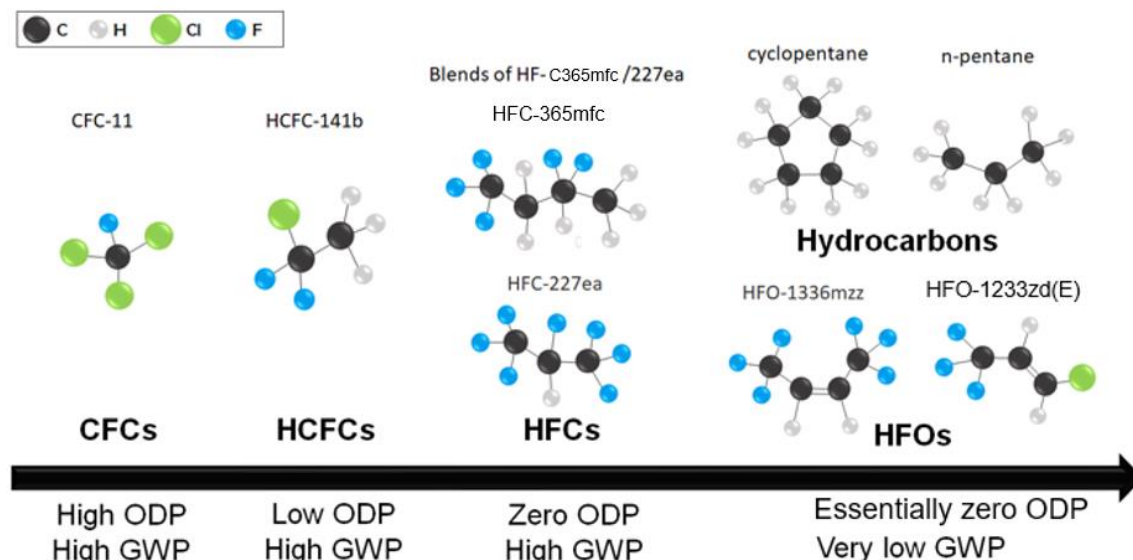 C H Cl F
CFC-11
HCFC-141b
Blends of HF-C365mfc/227ea
HFC-365mfc
HFC-227ea
cyclopentane
n-pentane
Hydrocarbons
HFO-1336mzz
HFO-1233zd(E)
CFCs
HCFCs
HFCs
HFOs
High ODP
High GWP
Low ODP
High GWP
Zero ODP
High GWP
Essentially zero ODP
Very low GWP